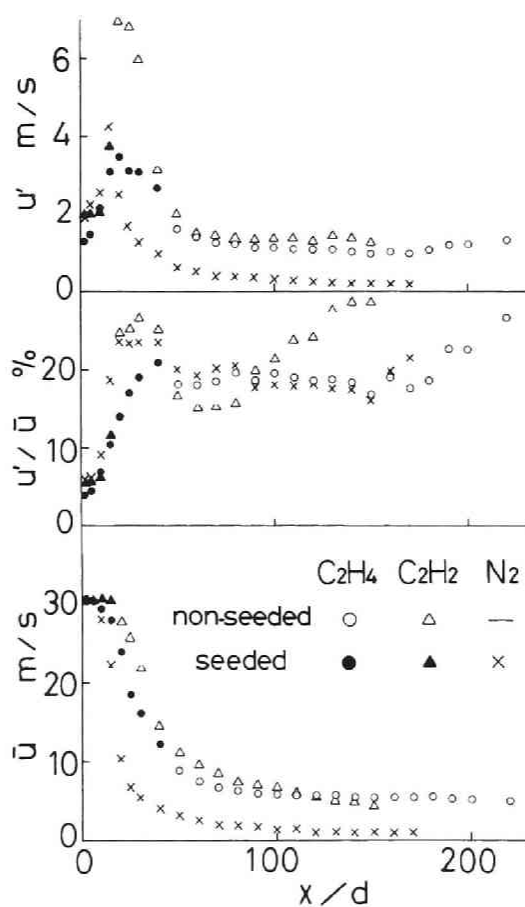 6
4
2
0
u' m/s
20
10
0
u'/ū %
C2H4 C2H2 N2
non-seeded ○ △ —
seeded ● ▲ ×
30
20
10
0
ū m/s
0 100 200
x/d